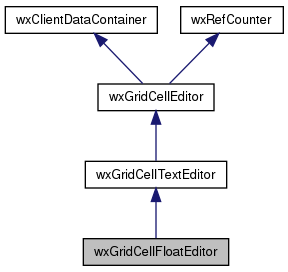 wxClientDataContainer
wxRefCounter
wxGridCellEditor
wxGridCellTextEditor
wxGridCellFloatEditor